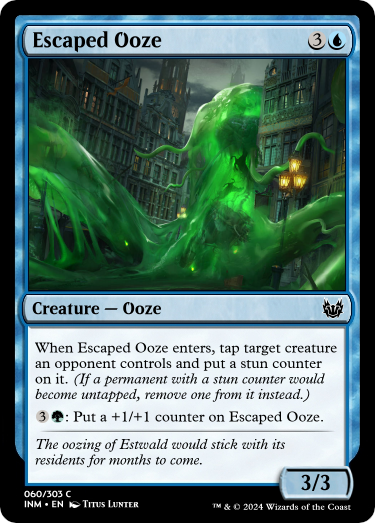 Escaped Ooze 3
Creature — Ooze
When Escaped Ooze enters, tap target creature
an opponent controls and put a stun counter
on it. (If a permanent with a stun counter would
become untapped, remove one from it instead.)
3 : Put a +1/+1 counter on Escaped Ooze.
The oozing of Estwald would stick with its
residents for months to come.
3/3
060/303 C
INM • EN Titus Lunter
™ & © 2024 Wizards of the Coast